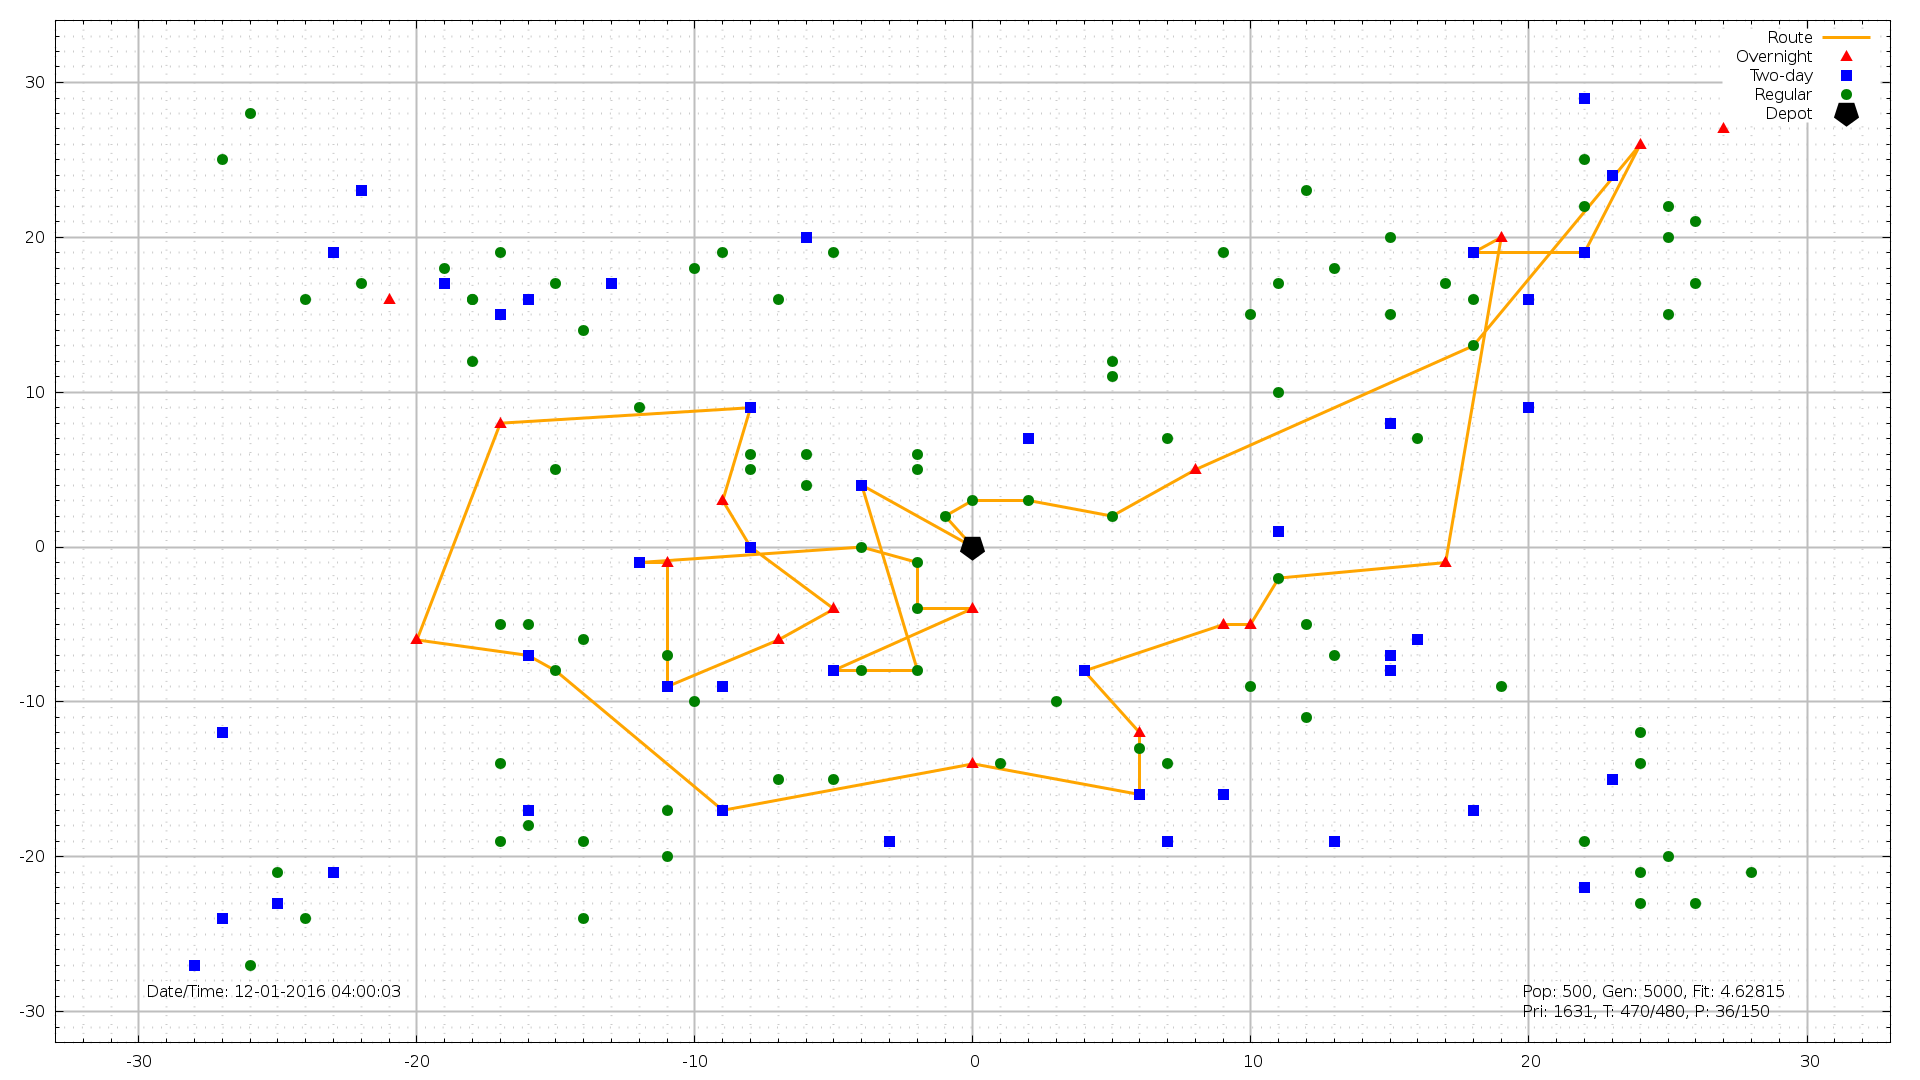 Route
Overnight
Two-day
Regular
Depot
30
20
10
0
-10
-20
-30
Date/Time: 12-01-2016 04:00:03
Pop: 500, Gen: 5000, Fit: 4.62815
Pri: 1631, T: 470/480, P: 36/150
-30 -20 -10 0 10 20 30